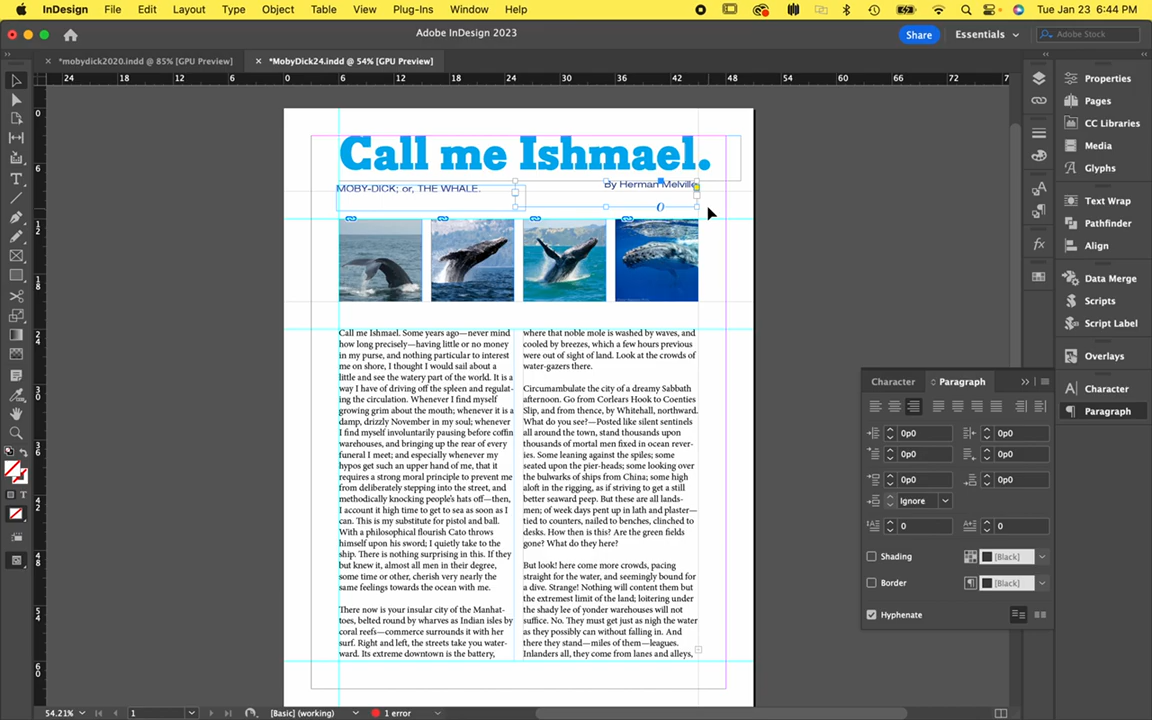 InDesign File Edit Layout Type Object Table View Plug-Ins Window Help Tue Jan 23 6:44 PM
Adobe InDesign 2023
Share
Essentials
Adobe Stock
*mobydick2020.indd @ 85% [GPU Preview]
*MobyDick24.indd @ 54% [GPU Preview]
24 6 12 18 24 30 36 42 48 54 60 66 72
Properties
Pages
CC Libraries
Media
Glyphs
Text Wrap
Pathfinder
Align
Data Merge
Scripts
Script Label
Overlays
Character
Paragraph
Call me Ishmael.
MOBY-DICK; or, THE WHALE.
By Herman Melville
Call me Ishmael. Some years ago—never mind
how long precisely—having little or no money
in my purse, and nothing particular to interest
me on shore, I thought I would sail about a
little and see the watery part of the world. It is a
way I have of driving off the spleen and regulat-
ing the circulation. Whenever I find myself
growing grim about the mouth; whenever it is a
damp, drizzly November in my soul; whenever
I find myself involuntarily pausing before coffin
warehouses, and bringing up the rear of every
funeral I meet; and especially whenever my
hypos get such an upper hand of me, that it
requires a strong moral principle to prevent me
from deliberately stepping into the street, and
methodically knocking people's hats off—then,
I account it high time to get to sea as soon as I
can. This is my substitute for pistol and ball.
With a philosophical flourish Cato throws
himself upon his sword; I quietly take to the
ship. There is nothing surprising in this. If they
but knew it, almost all men in their degree,
some time or other, cherish very nearly the
same feelings towards the ocean with me.
There now is your insular city of the Manhat-
toes, belted round by wharves as Indian isles by
coral reefs—commerce surrounds it with her
surf. Right and left, the streets take you water-
ward. Its extreme downtown is the battery,
where that noble mole is washed by waves, and
cooled by breezes, which a few hours previous
were out of sight of land. Look at the crowds of
water-gazers there.
Circumambulate the city of a dreamy Sabbath
afternoon. Go from Corlears Hook to Coenties
Slip, and from thence, by Whitehall, northward.
What do you see?—Posted like silent sentinels
all around the town, stand thousands upon
thousands of mortal men fixed in ocean rever-
ies. Some leaning against the spiles; some
seated upon the pier-heads; some looking over
the bulwarks of ships from China; some high
aloft in the rigging, as if striving to get a still
better seaward peep. But these are all lands-
men; of week days pent up in lath and plaster—
tied to counters, nailed to benches, clinched to
desks. How then is this? Are the green fields
gone? What do they here?
But look! here come more crowds, pacing
straight for the water, and seemingly bound for
a dive. Strange! Nothing will content them but
the extremest limit of the land; loitering under
the shady lee of yonder warehouses will not
suffice. No. They must get just as nigh the water
as they possibly can without falling in. And
there they stand—miles of them—leagues.
Inlanders all, they come from lanes and alleys,
Character Paragraph
0p0 0p0
0p0 0p0
0p0 0p0
Ignore
0 0
Shading [Black]
Border [Black]
Hyphenate
54.21% 1 [Basic] (working) 1 error